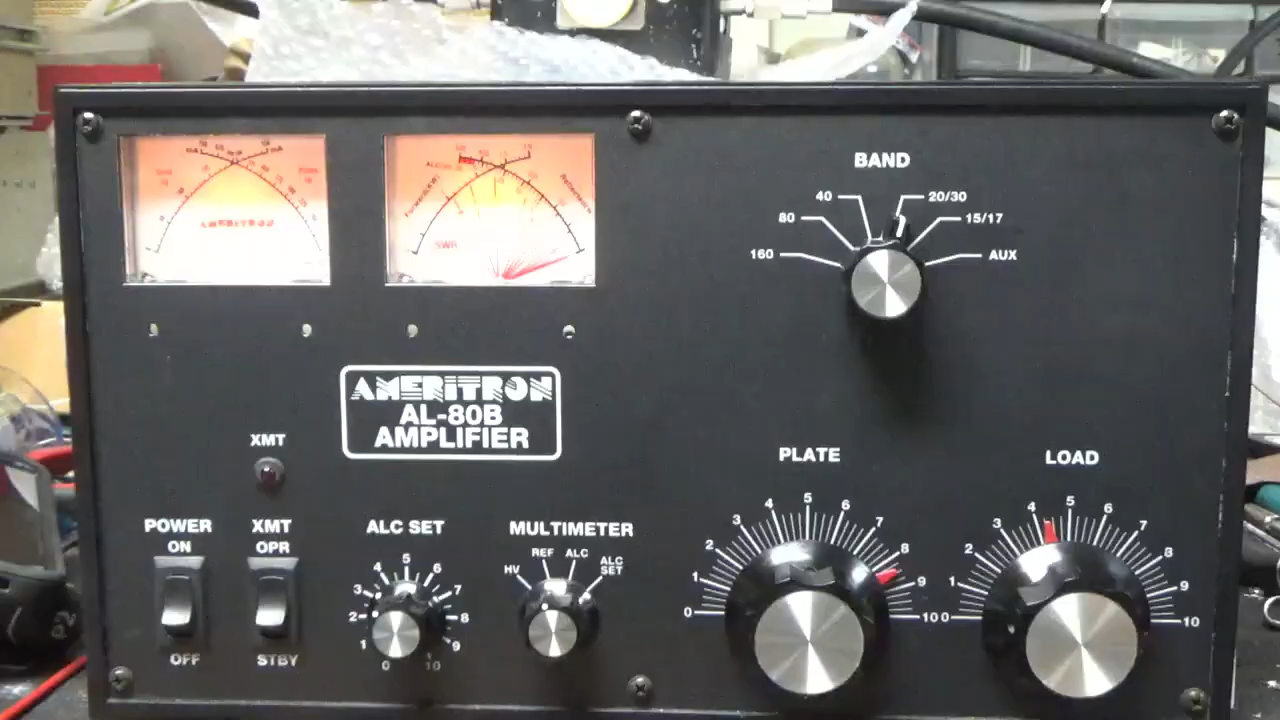 AMERITRON
SWR
BAND
40
20/30
80
15/17
160
AUX
AMERITRON
AL-80B
AMPLIFIER
XMT
PLATE
LOAD
POWER
XMT
ALC SET
MULTIMETER
ON
OPR
HV
REF
ALC
ALC
SET
0 1 2 3 4 5 6 7 8 9 10
0 1 2 3 4 5 6 7 8 9 10
0 1 2 3 4 5 6 7 8 9 10
OFF
STBY
P2